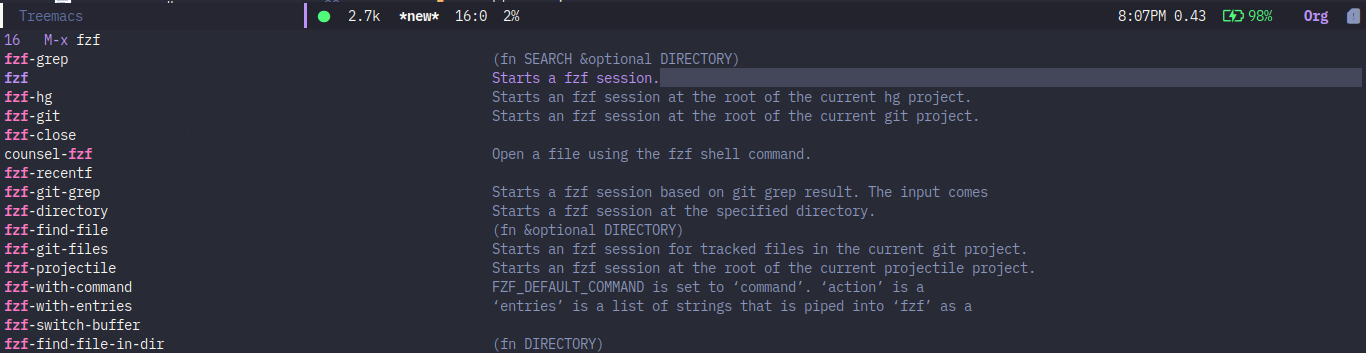 Treemacs 2.7k *new* 16:0 2% 8:07PM 0.43 98% Org
16 M-x fzf
fzf-grep (fn SEARCH &optional DIRECTORY)
fzf Starts a fzf session.
fzf-hg Starts an fzf session at the root of the current hg project.
fzf-git Starts an fzf session at the root of the current git project.
fzf-close
counsel-fzf Open a file using the fzf shell command.
fzf-recentf
fzf-git-grep Starts a fzf session based on git grep result. The input comes
fzf-directory Starts a fzf session at the specified directory.
fzf-find-file (fn &optional DIRECTORY)
fzf-git-files Starts an fzf session for tracked files in the current git project.
fzf-projectile Starts an fzf session at the root of the current projectile project.
fzf-with-command FZF_DEFAULT_COMMAND is set to ‘command’. ‘action’ is a
fzf-with-entries ‘entries’ is a list of strings that is piped into ‘fzf’ as a
fzf-switch-buffer
fzf-find-file-in-dir (fn DIRECTORY)